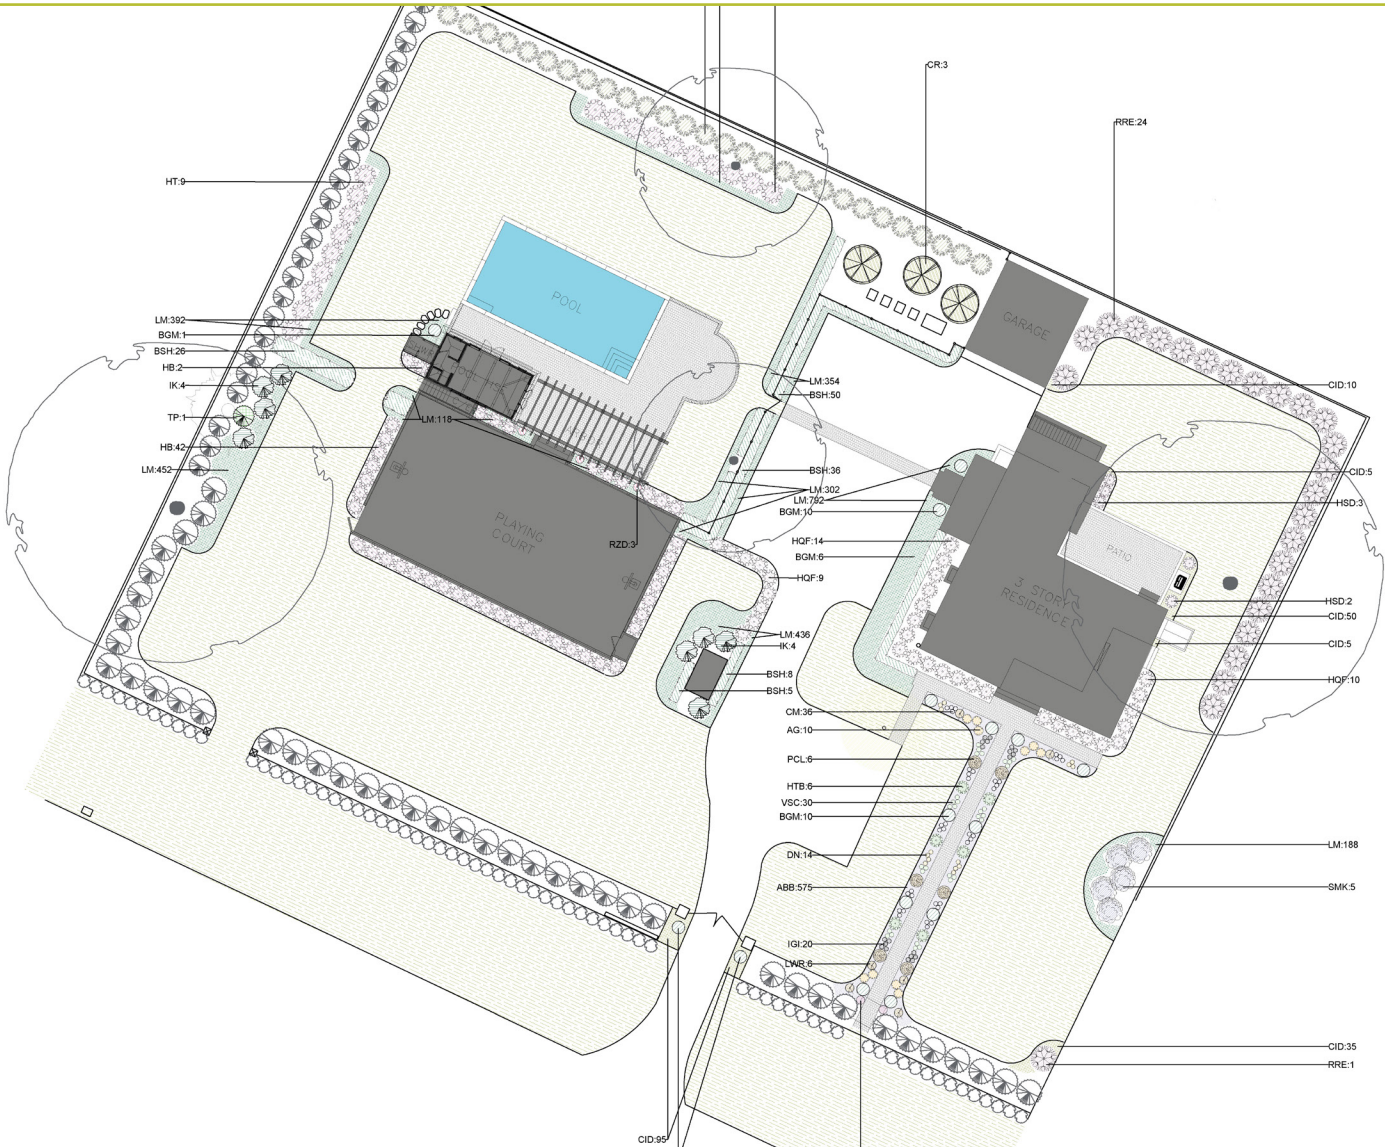 CR:3
RRE:24
HT:9
POOL
GARAGE
LM:392
BGM:1
BSH:26
HB:2
IK:4
TP:1
HB:42
LM:452
LM:118
LM:354
BSH:50
CID:10
BSH:36
LM:302
LM:792
BGM:10
CID:5
HSD:3
PLAYING
COURT
RZD:3
HQF:14
BGM:6
HQF:9
PATIO
3 STORY
RESIDENCE
HSD:2
CID:50
CID:5
HQF:10
LM:436
IK:4
BSH:8
BSH:5
CM:36
AG:10
PCL:6
HTB:6
VSC:30
BGM:10
DN:14
ABB:575
IGI:20
LWR:6
LM:188
SMK:5
CID:35
RRE:1
CID:95